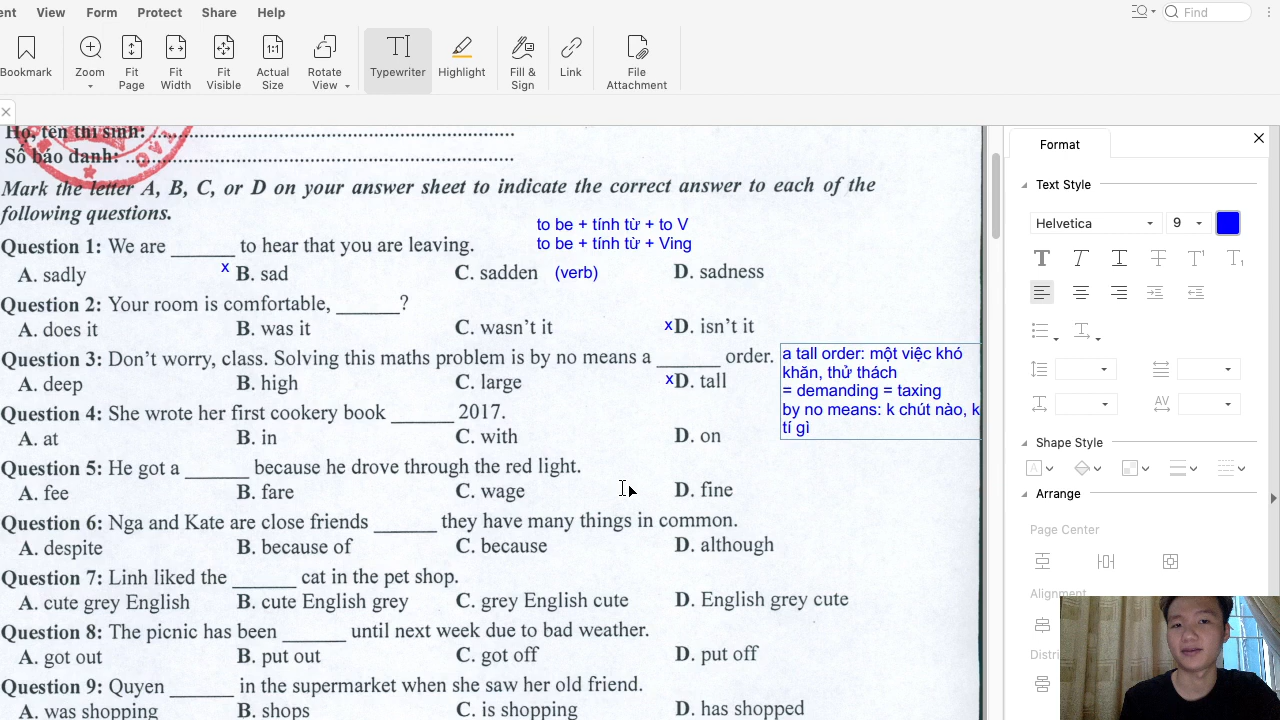 ent View Form Protect Share Help Find
Bookmark Zoom Fit Page Fit Width Fit Visible 1:1 Actual Size Rotate View Typewriter Highlight Fill & Sign Link File Attachment
Họ, tên thí sinh: ..........................................................................
Số báo danh: ..............................................................................
Mark the letter A, B, C, or D on your answer sheet to indicate the correct answer to each of the
following questions.
to be + tính từ + to V
to be + tính từ + Ving
Question 1: We are ______ to hear that you are leaving.
A. sadly x B. sad C. sadden (verb) D. sadness
Question 2: Your room is comfortable, ______?
A. does it B. was it C. wasn't it xD. isn't it
Question 3: Don't worry, class. Solving this maths problem is by no means a ______ order.
A. deep B. high C. large xD. tall
a tall order: một việc khó
khăn, thử thách
= demanding = taxing
by no means: k chút nào, k
tí gì
Question 4: She wrote her first cookery book ______ 2017.
A. at B. in C. with D. on
Question 5: He got a ______ because he drove through the red light.
A. fee B. fare C. wage D. fine
Question 6: Nga and Kate are close friends ______ they have many things in common.
A. despite B. because of C. because D. although
Question 7: Linh liked the ______ cat in the pet shop.
A. cute grey English B. cute English grey C. grey English cute D. English grey cute
Question 8: The picnic has been ______ until next week due to bad weather.
A. got out B. put out C. got off D. put off
Question 9: Quyen ______ in the supermarket when she saw her old friend.
A. was shopping B. shops C. is shopping D. has shopped
Format
Text Style
Helvetica 9
T T T T T T
Shape Style
Arrange
Page Center
Alignment
Distri